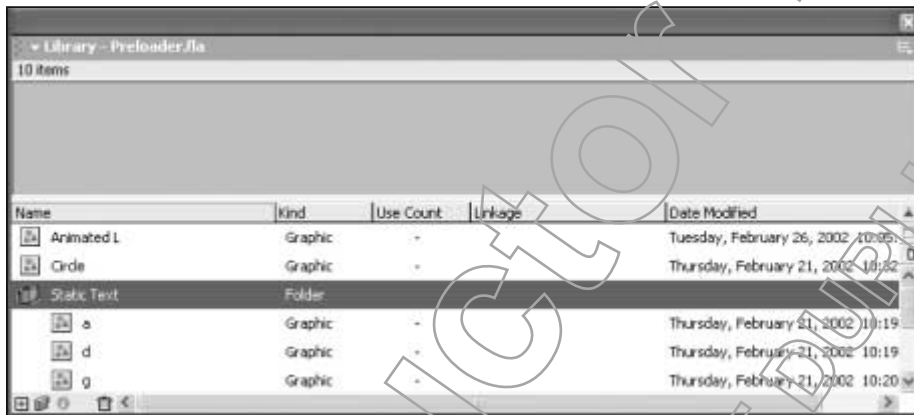 Library - Preloader.fla
10 items
Name Kind Use Count Linkage Date Modified
Animated L Graphic - Tuesday, February 26, 2002 10:05:
Circle Graphic - Thursday, February 21, 2002 10:32
Static Text Folder
a Graphic - Thursday, February 21, 2002 10:19
d Graphic - Thursday, February 21, 2002 10:19
g Graphic - Thursday, February 21, 2002 10:20